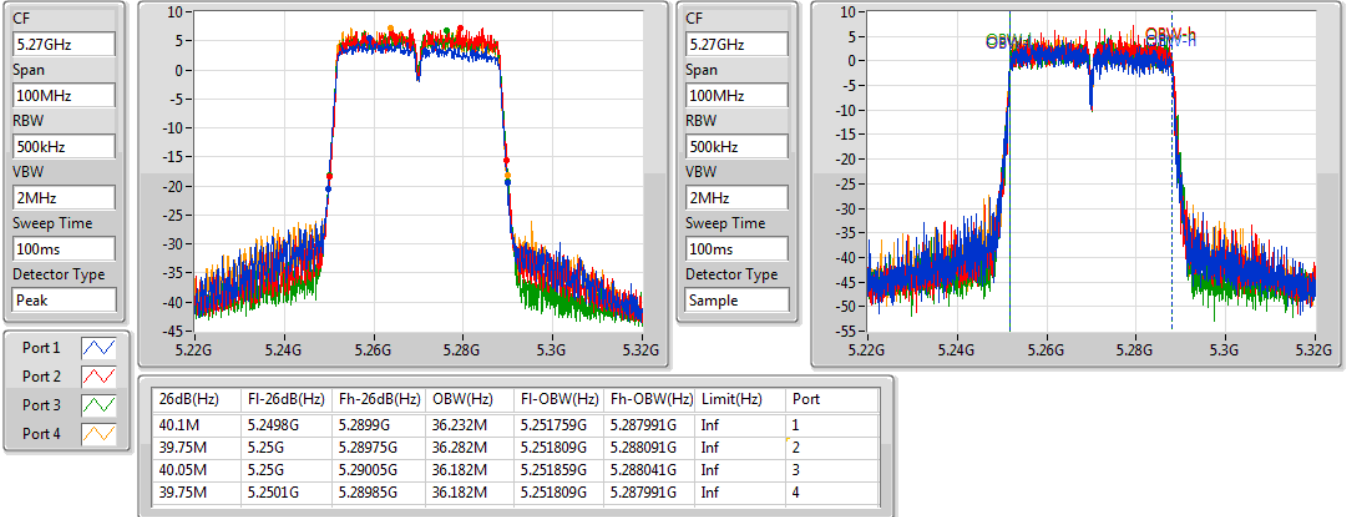 CF
5.27GHz
Span
100MHz
RBW
500kHz
VBW
2MHz
Sweep Time
100ms
Detector Type
Peak
10
5
0
-5
-10
-15
-20
-25
-30
-35
-40
-45
5.22G 5.24G 5.26G 5.28G 5.3G 5.32G
CF
5.27GHz
Span
100MHz
RBW
500kHz
VBW
2MHz
Sweep Time
100ms
Detector Type
Sample
10
5
0
-5
-10
-15
-20
-25
-30
-35
-40
-45
-50
-55
OBW-h
5.22G 5.24G 5.26G 5.28G 5.3G 5.32G
Port 1
Port 2
Port 3
Port 4
26dB(Hz) Fl-26dB(Hz) Fh-26dB(Hz) OBW(Hz) Fl-OBW(Hz) Fh-OBW(Hz) Limit(Hz) Port
40.1M 5.2498G 5.2899G 36.232M 5.251759G 5.287991G Inf 1
39.75M 5.25G 5.28975G 36.282M 5.251809G 5.288091G Inf 2
40.05M 5.25G 5.29005G 36.182M 5.251859G 5.288041G Inf 3
39.75M 5.2501G 5.28985G 36.182M 5.251809G 5.287991G Inf 4